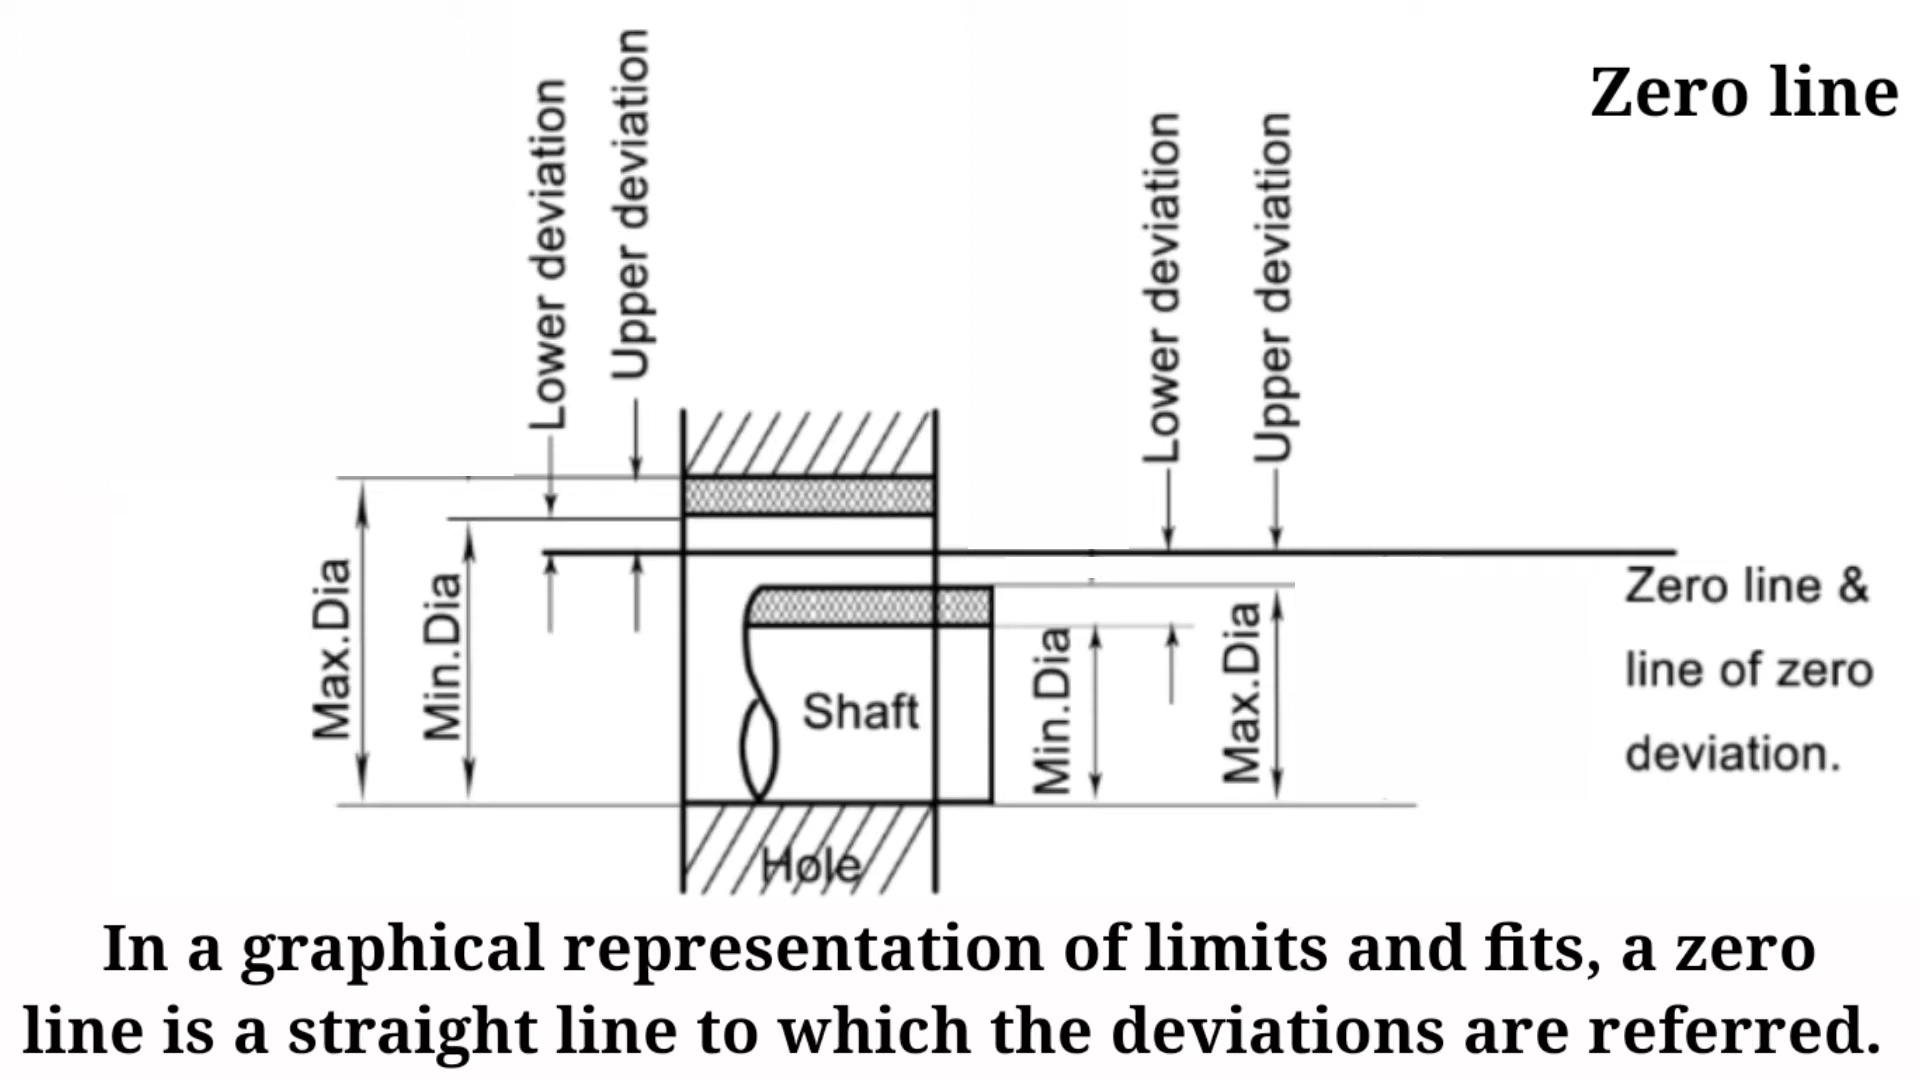 Zero line
Lower deviation
Upper deviation
Lower deviation
Upper deviation
Max.Dia
Min.Dia
Shaft
Min.Dia
Max.Dia
Hole
Zero line &
line of zero
deviation.
In a graphical representation of limits and fits, a zero
line is a straight line to which the deviations are referred.